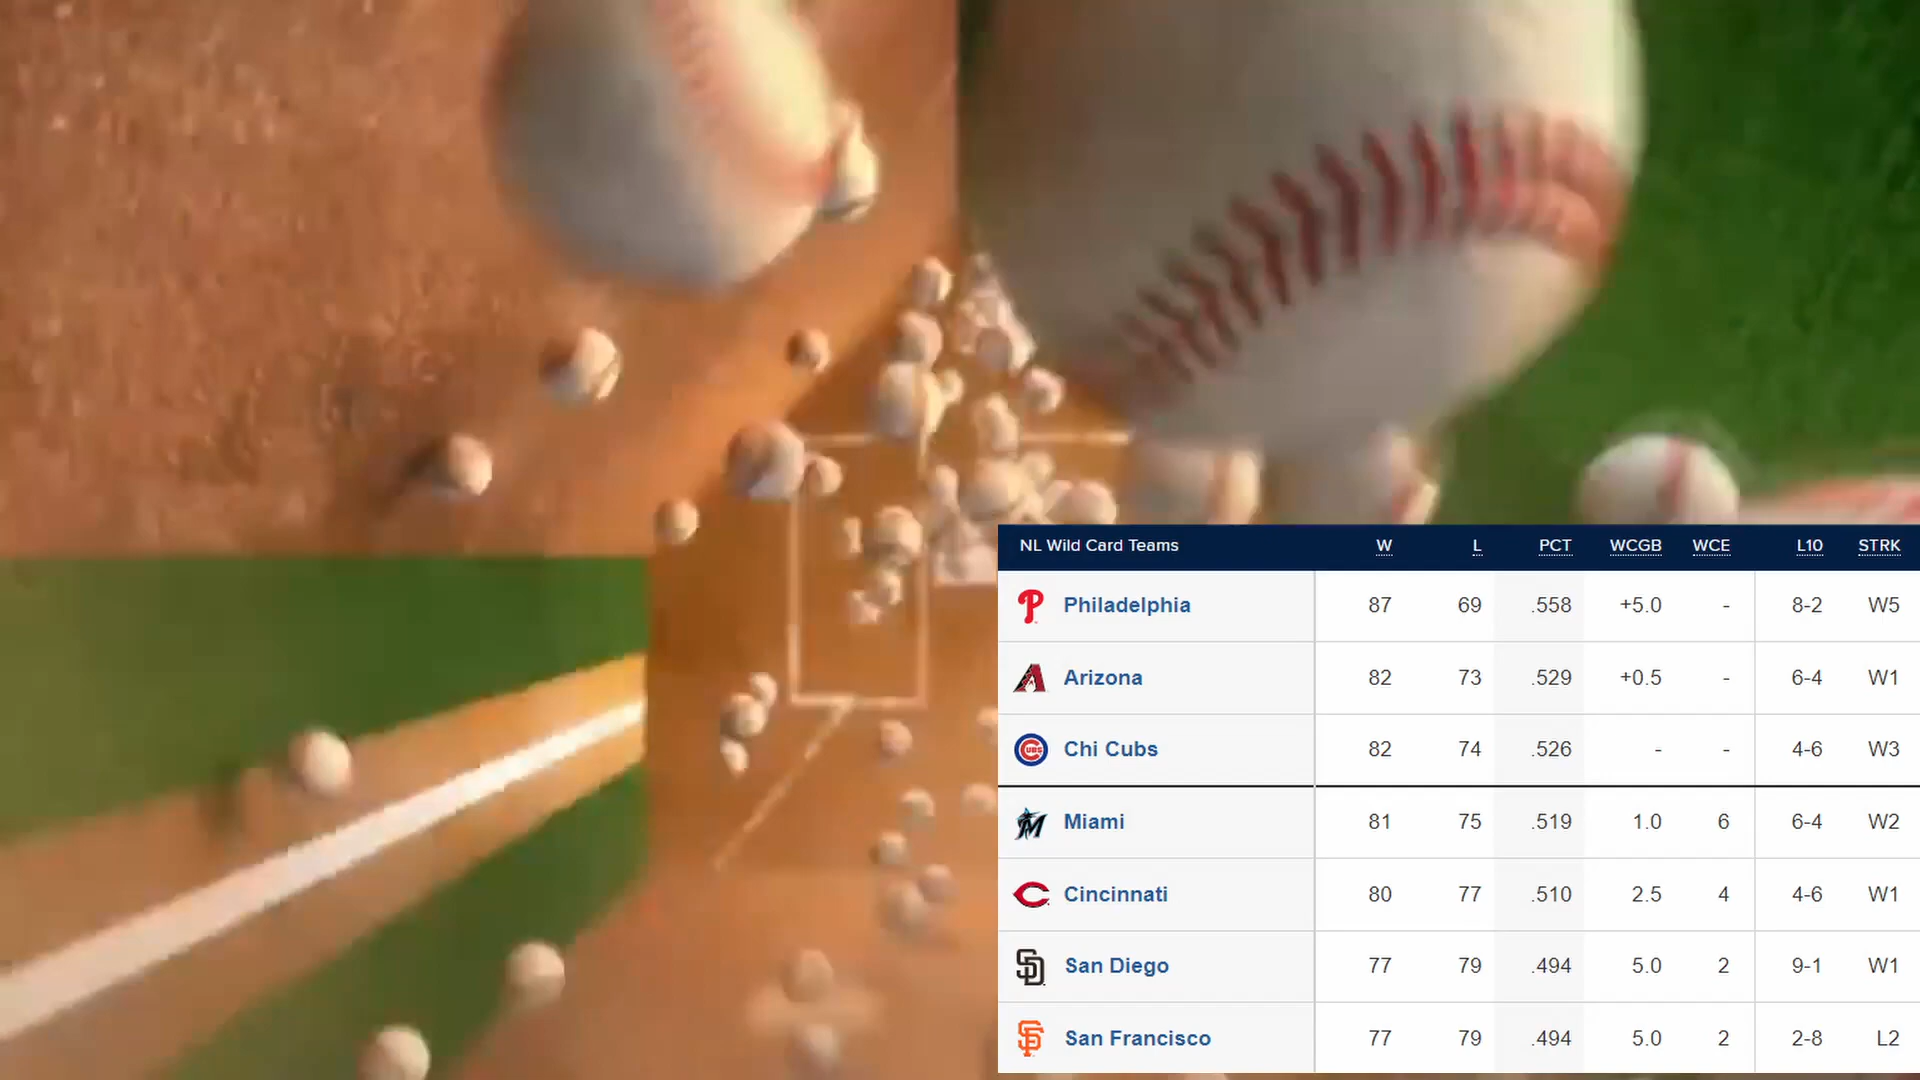 NL Wild Card Teams W L PCT WCGB WCE L10 STRK
Philadelphia 87 69 .558 +5.0 - 8-2 W5
Arizona 82 73 .529 +0.5 - 6-4 W1
Chi Cubs 82 74 .526 - - 4-6 W3
Miami 81 75 .519 1.0 6 6-4 W2
Cincinnati 80 77 .510 2.5 4 4-6 W1
San Diego 77 79 .494 5.0 2 9-1 W1
San Francisco 77 79 .494 5.0 2 2-8 L2